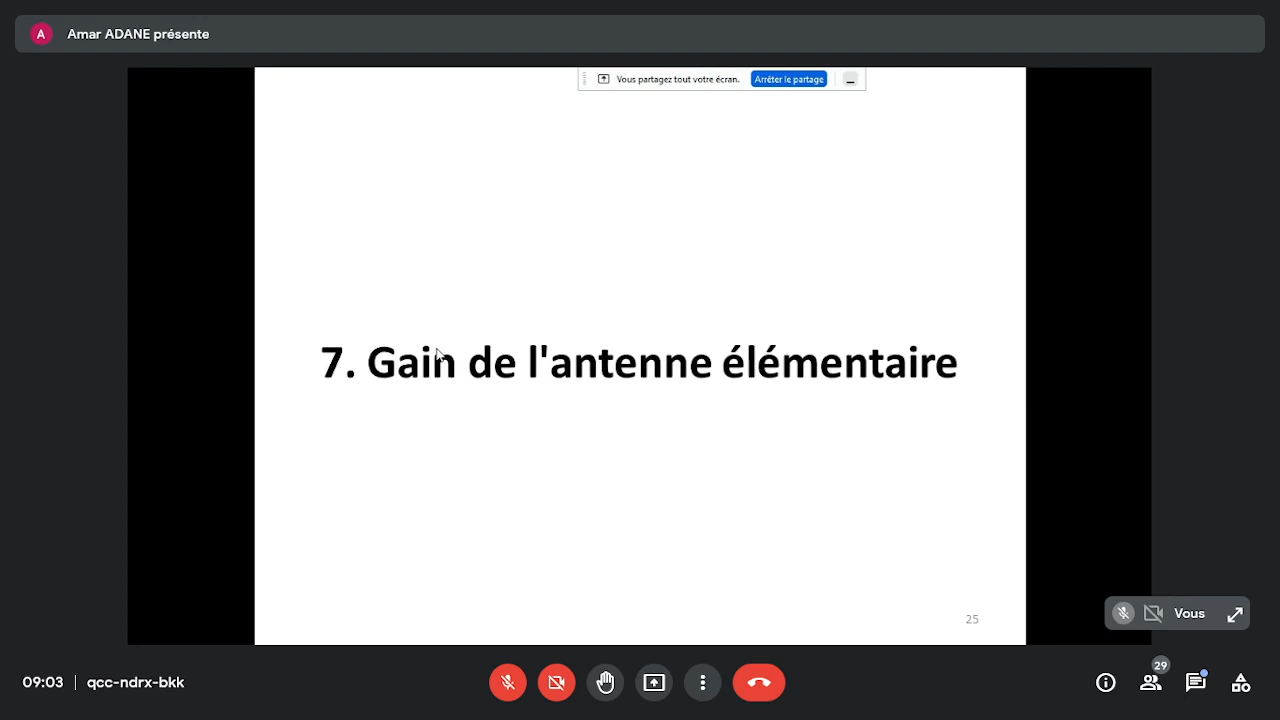 A
Amar ADANE présente
Vous partagez tout votre écran.
Arrêter le partage
7. Gain de l'antenne élémentaire
25
Vous
09:03 | qcc-ndrx-bkk
29